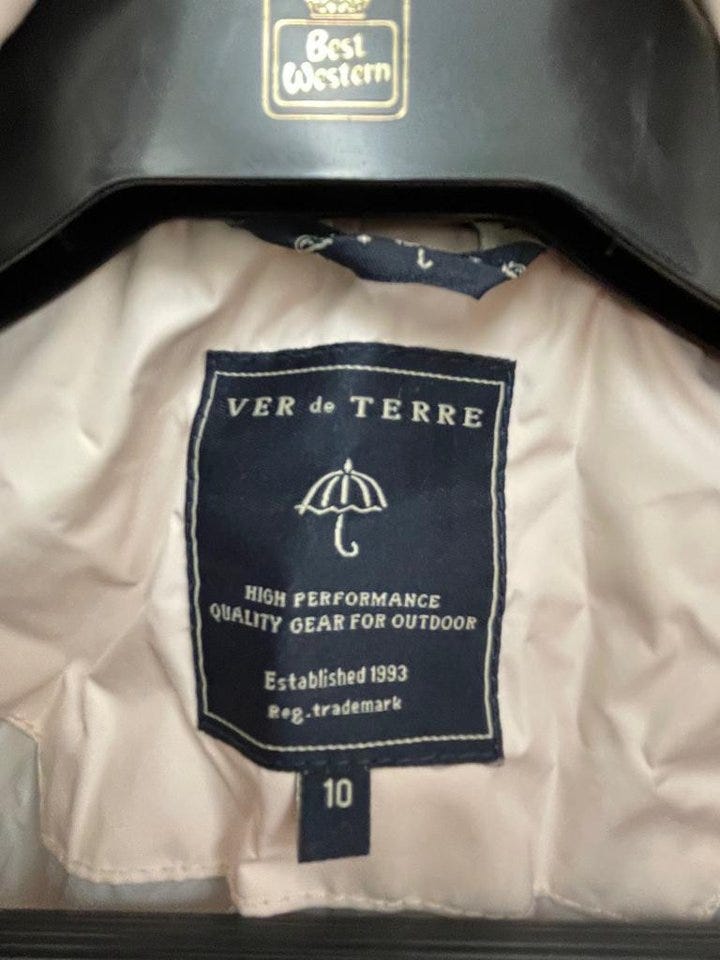 Best
Western
VER de TERRE
HIGH PERFORMANCE
QUALITY GEAR FOR OUTDOOR
Established 1993
Reg.trademark
10